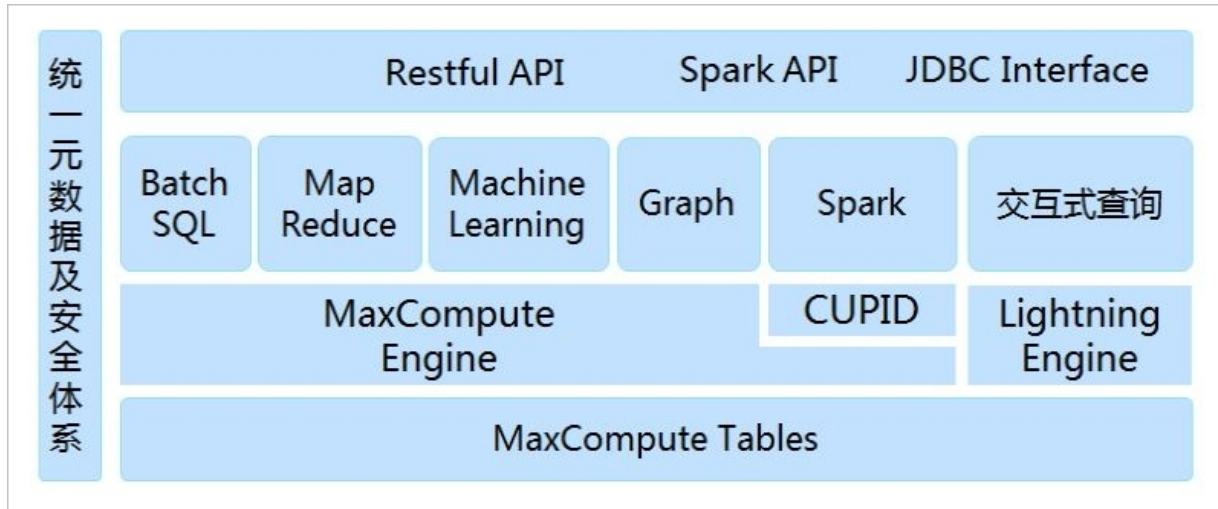 统一元数据及安全体系
Restful API Spark API JDBC Interface
Batch
SQL
Map
Reduce
Machine
Learning
Graph
Spark
交互式查询
MaxCompute
Engine
CUPID
Lightning
Engine
MaxCompute Tables